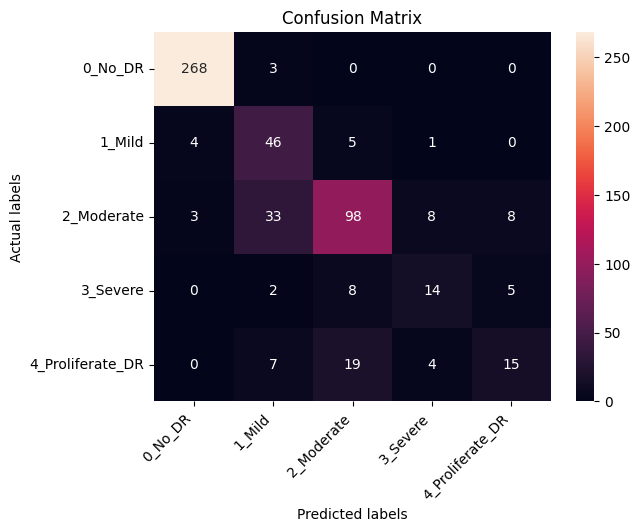 Confusion Matrix
Actual labels
0_No_DR 268 3 0 0 0
1_Mild 4 46 5 1 0
2_Moderate 3 33 98 8 8
3_Severe 0 2 8 14 5
4_Proliferate_DR 0 7 19 4 15
0_No_DR 1_Mild 2_Moderate 3_Severe 4_Proliferate_DR
Predicted labels
250
200
150
100
50
0